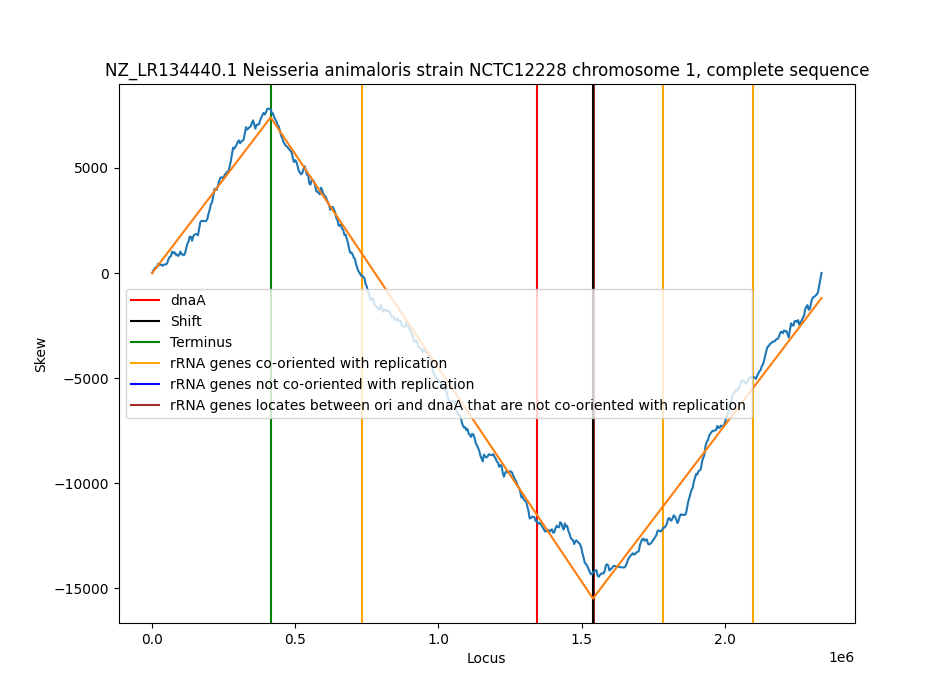 NZ_LR134440.1 Neisseria animaloris strain NCTC12228 chromosome 1, complete sequence
5000
0
−5000
−10000
−15000
Skew
dnaA
Shift
Terminus
rRNA genes co-oriented with replication
rRNA genes not co-oriented with replication
rRNA genes locates between ori and dnaA that are not co-oriented with replication
0.0 0.5 1.0 1.5 2.0
Locus
1e6